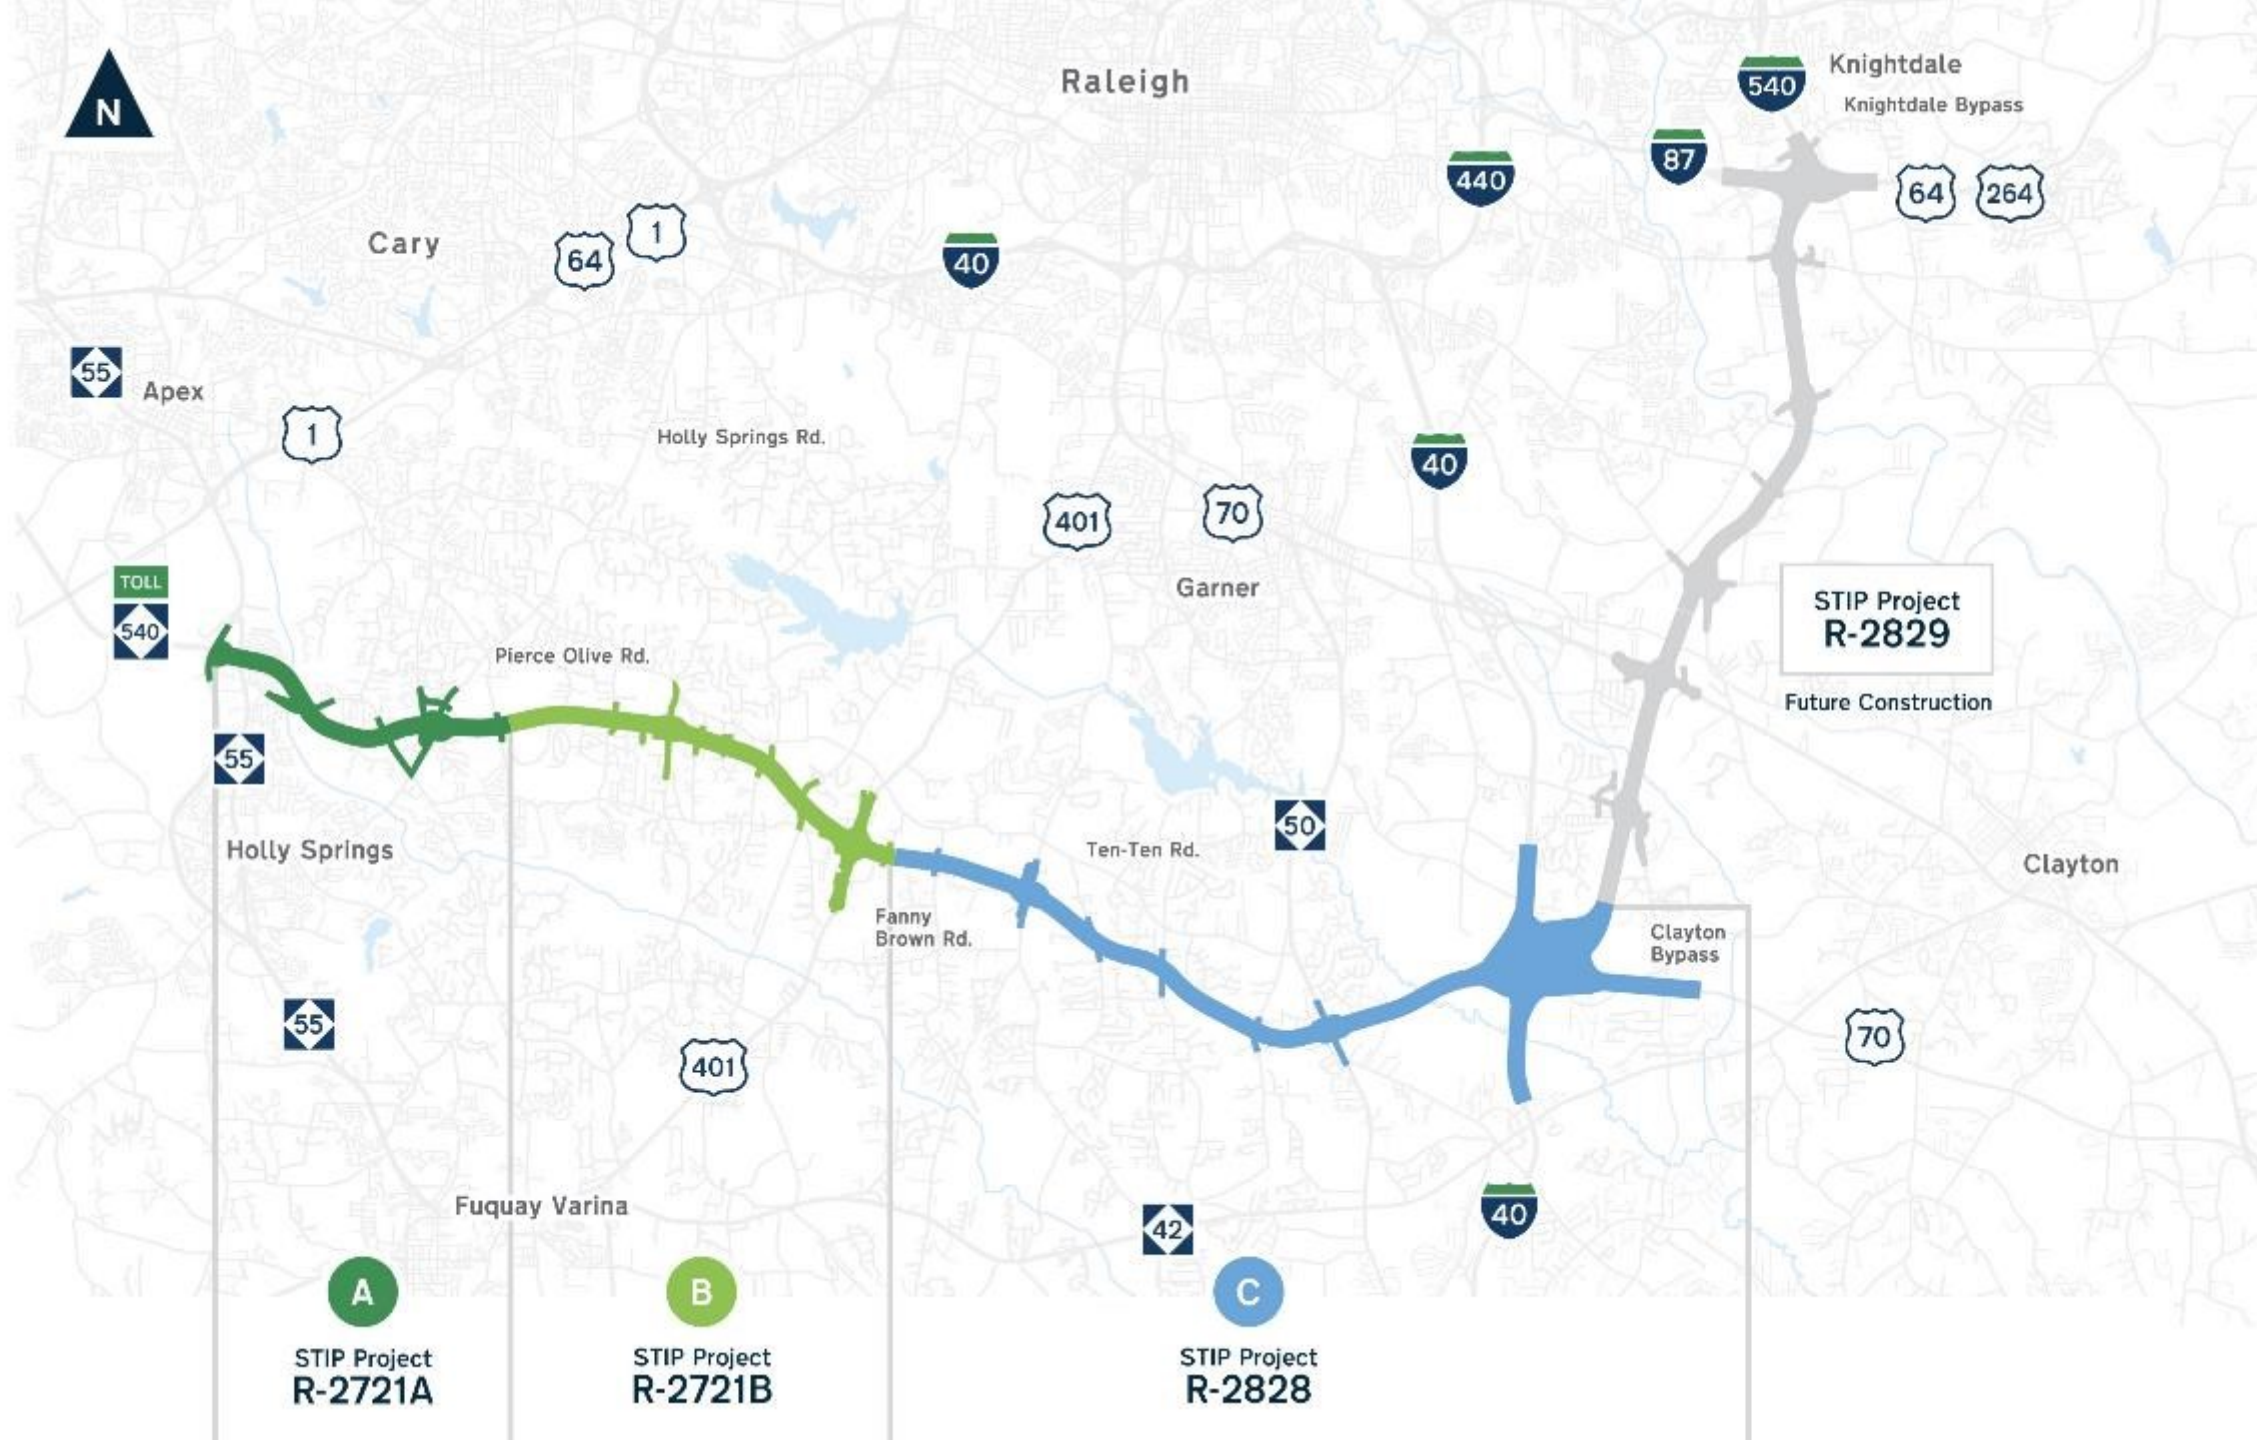 N
Raleigh
540
Knightdale
Knightdale Bypass
87
440
64
264
Cary
64
1
40
55
Apex
1
Holly Springs Rd.
40
401
70
Garner
TOLL
540
STIP Project
R-2829
Future Construction
Pierce Olive Rd.
55
Holly Springs
50
Ten-Ten Rd.
Clayton
Fanny
Brown Rd.
Clayton
Bypass
55
401
70
Fuquay Varina
42
40
A
STIP Project
R-2721A
B
STIP Project
R-2721B
C
STIP Project
R-2828